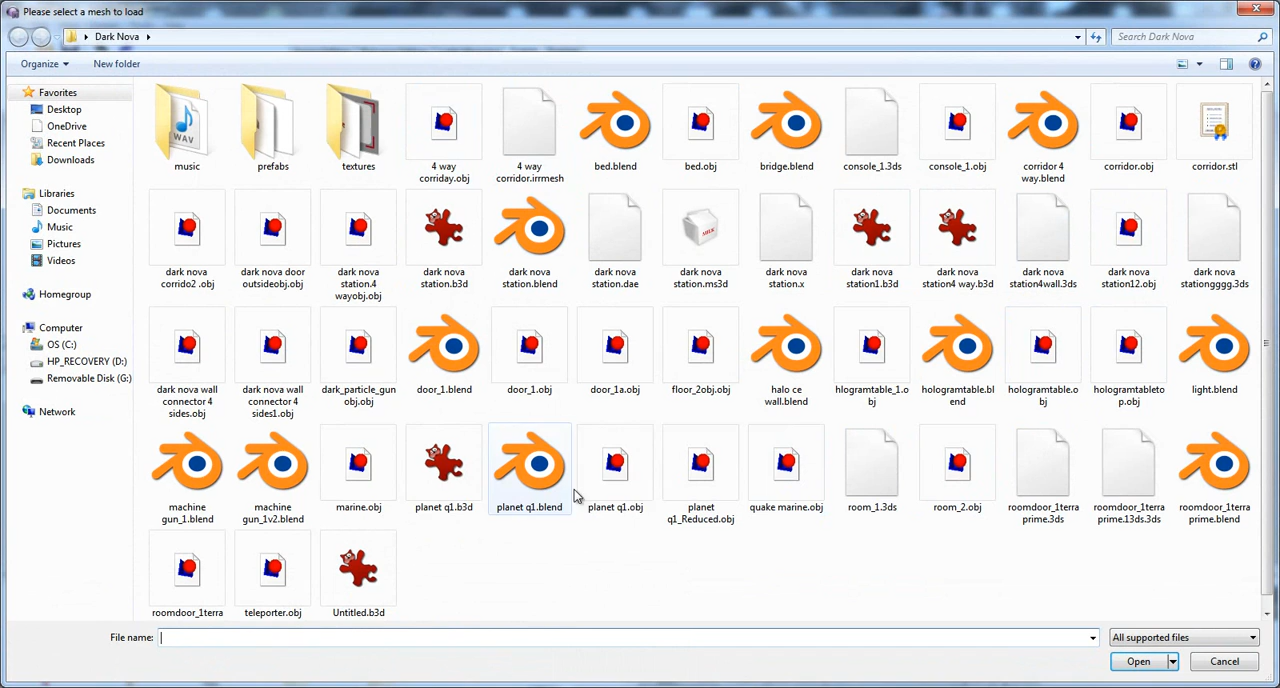 Please select a mesh to load
Dark Nova
Search Dark Nova
Organize
New folder
Favorites
Desktop
OneDrive
Recent Places
Downloads
Libraries
Documents
Music
Pictures
Videos
Homegroup
Computer
OS (C:)
HP_RECOVERY (D:)
Removable Disk (G:)
Network
WAV
music
prefabs
textures
4 way
corriday.obj
4 way
corridor.irrmesh
bed.blend
bed.obj
bridge.blend
console_1.3ds
console_1.obj
corridor 4
way.blend
corridor.obj
corridor.stl
dark nova
corrido2 .obj
dark nova door
outsideobj.obj
dark nova
station.4
wayobj.obj
dark nova
station.b3d
dark nova
station.blend
dark nova
station.dae
MILK
dark nova
station.ms3d
dark nova
station.x
dark nova
station1.b3d
dark nova
station4 way.b3d
dark nova
station4wall.3ds
dark nova
station12.obj
dark nova
stationgggg.3ds
dark nova wall
connector 4
sides.obj
dark nova wall
connector 4
sides1.obj
dark_particle_gun
obj.obj
door_1.blend
door_1.obj
door_1a.obj
floor_2obj.obj
halo ce
wall.blend
hlogramtable_1.o
bj
hologramtable.bl
end
hologramtable.o
bj
hologramtableto
p.obj
light.blend
machine
gun_1.blend
machine
gun_1v2.blend
marine.obj
planet q1.b3d
planet q1.blend
planet q1.obj
planet
q1_Reduced.obj
quake marine.obj
room_1.3ds
room_2.obj
roomdoor_1terra
prime.3ds
roomdoor_1terra
prime.13ds.3ds
roomdoor_1terra
prime.blend
roomdoor_1terra
teleporter.obj
Untitled.b3d
File name:
All supported files
Open
Cancel